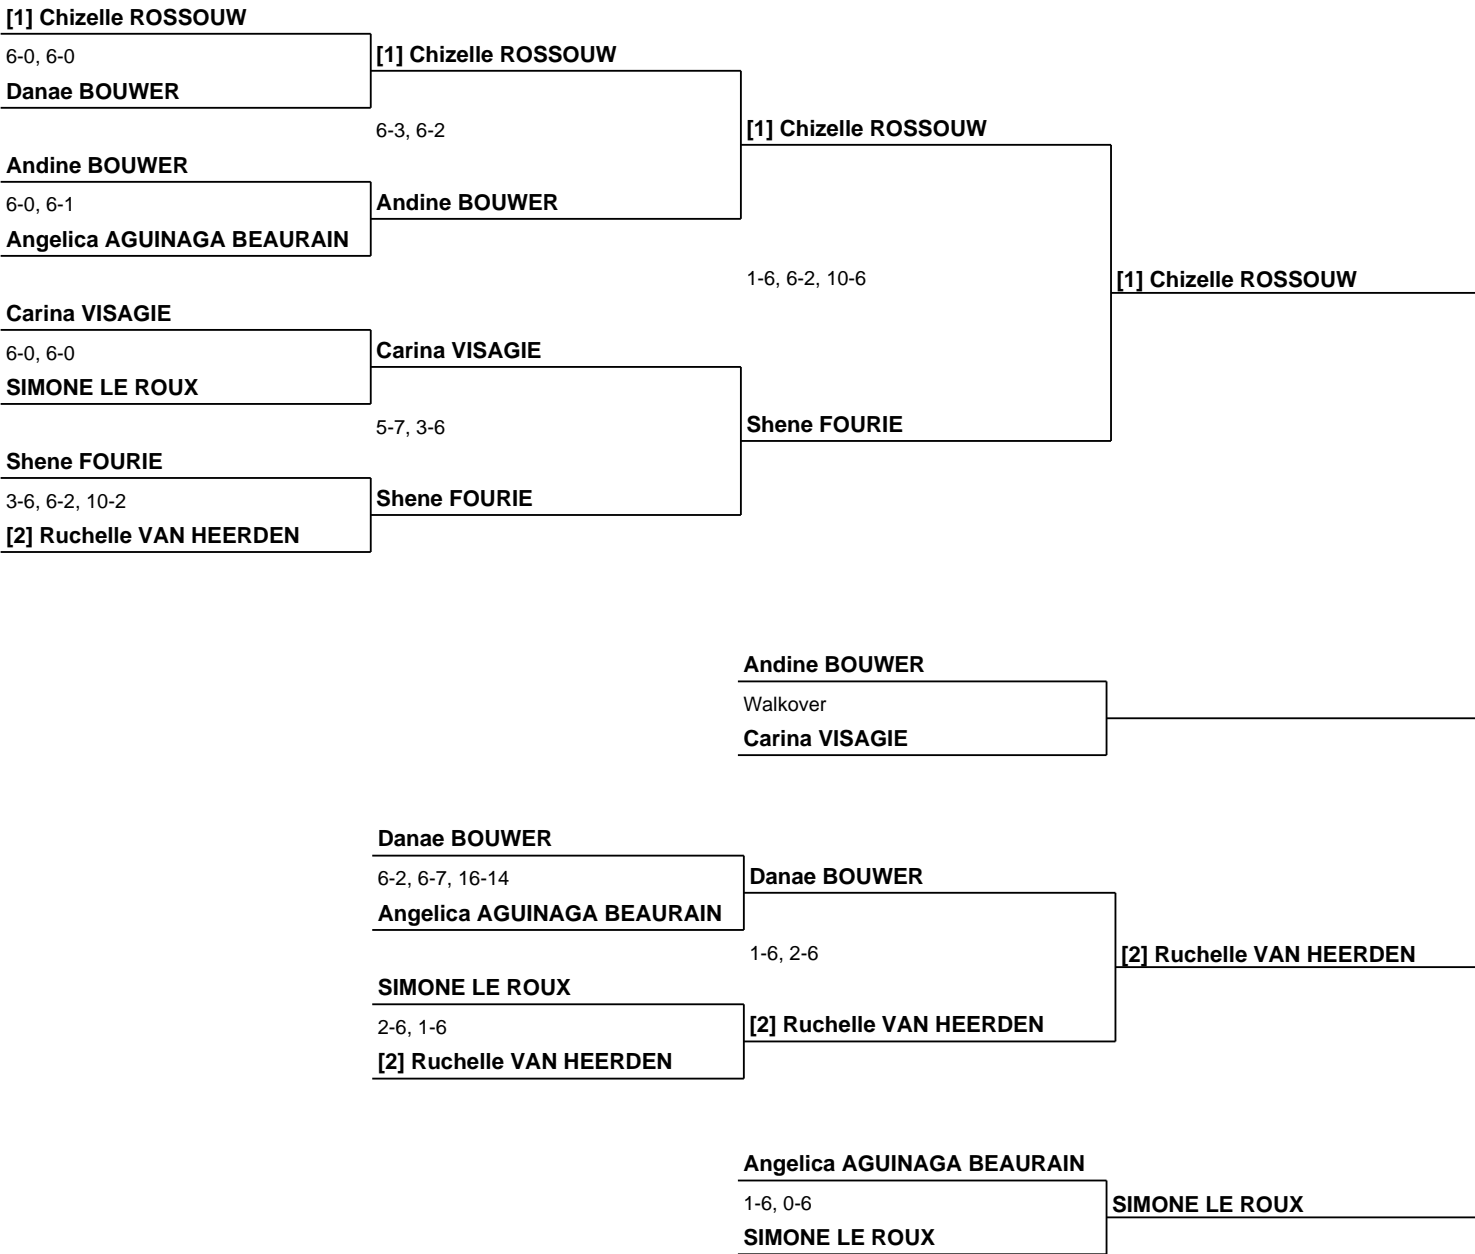 [1] Chizelle ROSSOUW
6-0, 6-0
[1] Chizelle ROSSOUW
Danae BOUWER
6-3, 6-2
[1] Chizelle ROSSOUW
Andine BOUWER
6-0, 6-1
Andine BOUWER
Angelica AGUINAGA BEAURAIN
1-6, 6-2, 10-6
[1] Chizelle ROSSOUW
Carina VISAGIE
6-0, 6-0
Carina VISAGIE
SIMONE LE ROUX
5-7, 3-6
Shene FOURIE
Shene FOURIE
3-6, 6-2, 10-2
Shene FOURIE
[2] Ruchelle VAN HEERDEN
Andine BOUWER
Walkover
Carina VISAGIE
Danae BOUWER
6-2, 6-7, 16-14
Danae BOUWER
Angelica AGUINAGA BEAURAIN
1-6, 2-6
[2] Ruchelle VAN HEERDEN
SIMONE LE ROUX
2-6, 1-6
[2] Ruchelle VAN HEERDEN
[2] Ruchelle VAN HEERDEN
Angelica AGUINAGA BEAURAIN
1-6, 0-6
SIMONE LE ROUX
SIMONE LE ROUX